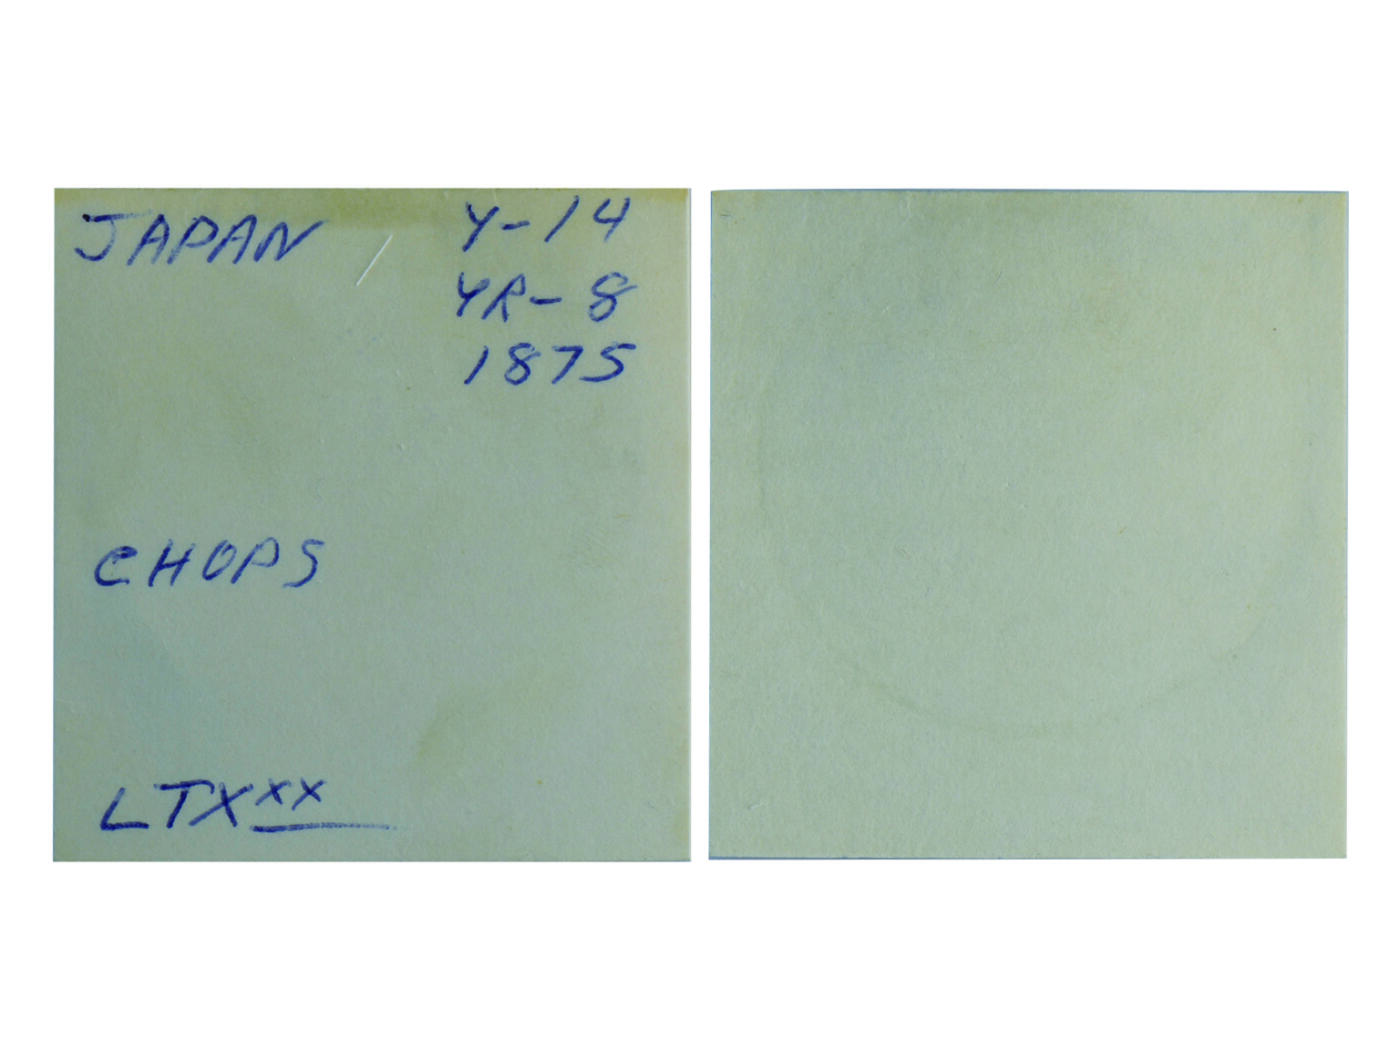 JAPAN Y-14
YR-8
1875
CHOPS
LTXxx